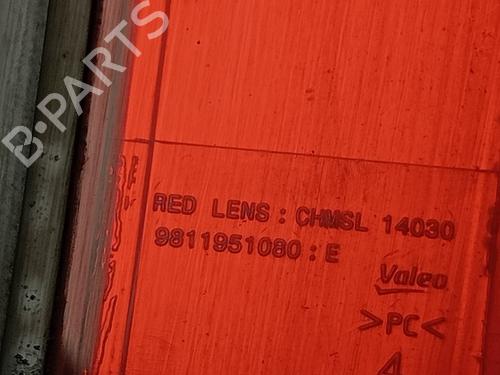 B·PARTS
RED LENS : CHMSL 14030
9811951080 : E
Valeo
>PC<
4